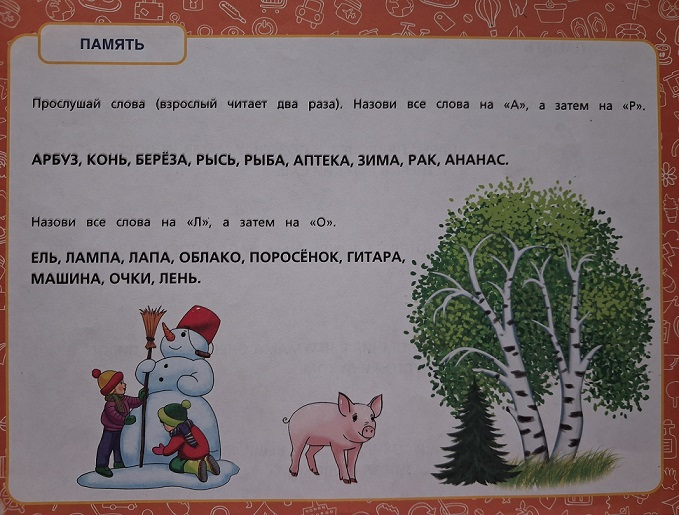 ПАМЯТЬ
Прослушай слова (взрослый читает два раза). Назови все слова на «А», а затем на «Р».
АРБУЗ, КОНЬ, БЕРЁЗА, РЫСЬ, РЫБА, АПТЕКА, ЗИМА, РАК, АНАНАС.
Назови все слова на «Л», а затем на «О».
ЕЛЬ, ЛАМПА, ЛАПА, ОБЛАКО, ПОРОСЁНОК, ГИТАРА,
МАШИНА, ОЧКИ, ЛЕНЬ.